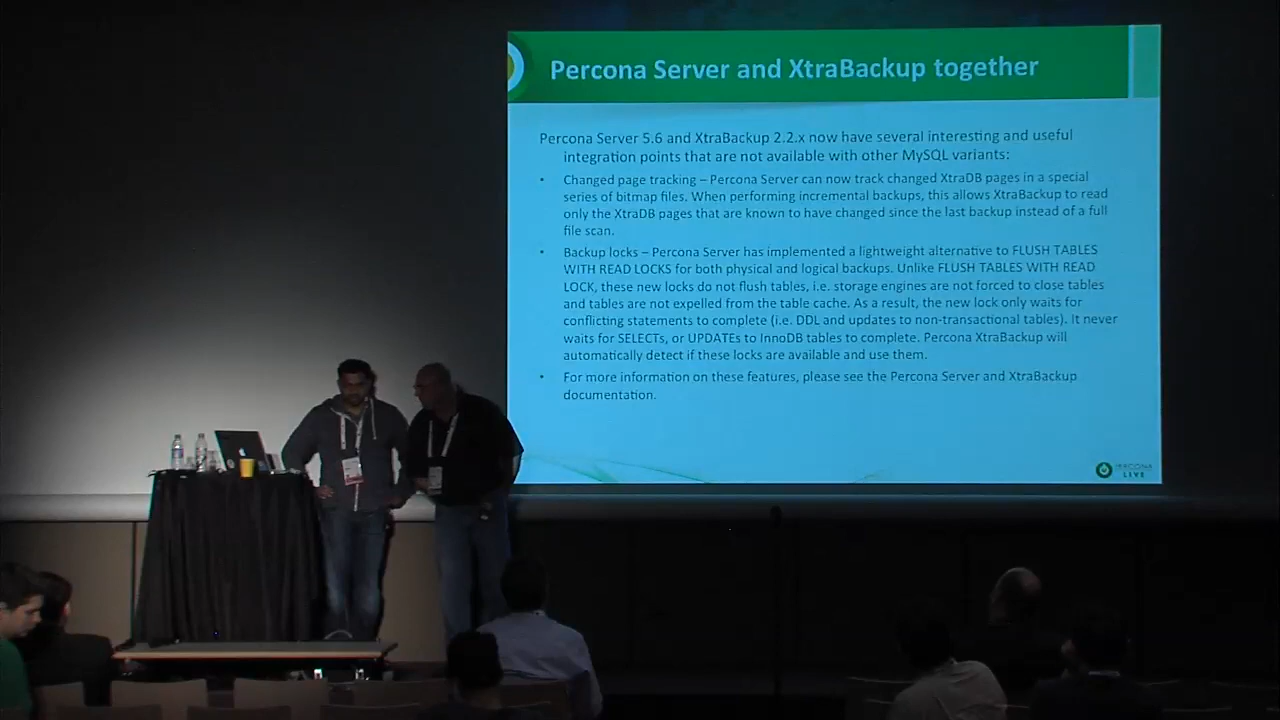 Percona Server and XtraBackup together
Percona Server 5.6 and XtraBackup 2.2.x now have several interesting and useful
integration points that are not available with other MySQL variants:
• Changed page tracking – Percona Server can now track changed XtraDB pages in a special
series of bitmap files. When performing incremental backups, this allows XtraBackup to read
only the XtraDB pages that are known to have changed since the last backup instead of a full
file scan.
• Backup locks – Percona Server has implemented a lightweight alternative to FLUSH TABLES
WITH READ LOCKS for both physical and logical backups. Unlike FLUSH TABLES WITH READ
LOCK, these new locks do not flush tables, i.e. storage engines are not forced to close tables
and tables are not expelled from the table cache. As a result, the new lock only waits for
conflicting statements to complete (i.e. DDL and updates to non-transactional tables). It never
waits for SELECTs, or UPDATEs to InnoDB tables to complete. Percona XtraBackup will
automatically detect if these locks are available and use them.
• For more information on these features, please see the Percona Server and XtraBackup
documentation.
PERCONA
LIVE